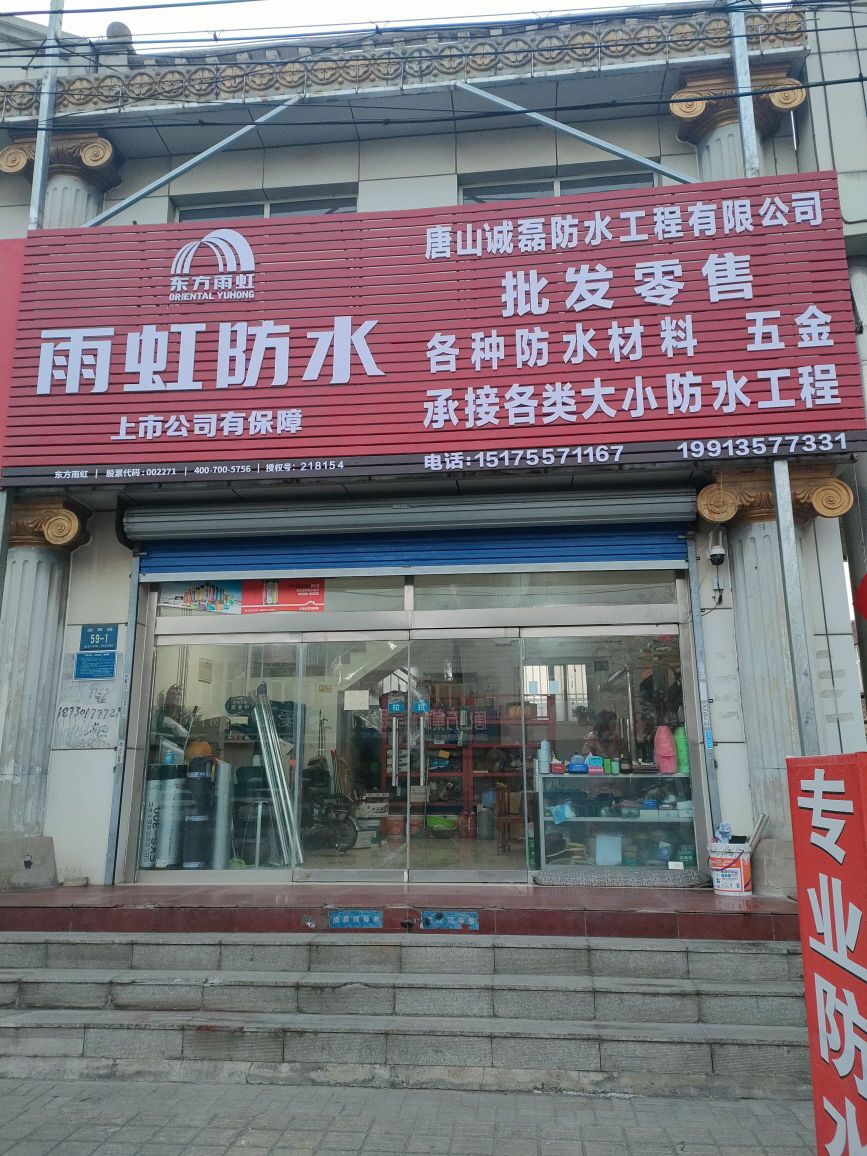 东方雨虹
ORIENTAL YUHONG
雨虹防水
上市公司有保障
东方雨虹 | 股票代码:002271 | 400-700-5756 | 授权号: 218154
唐山诚磊防水工程有限公司
批发零售
各种防水材料 五金
承接各类大小防水工程
电话:15175571167 19913577331
59-1
拉
拉
专业防水